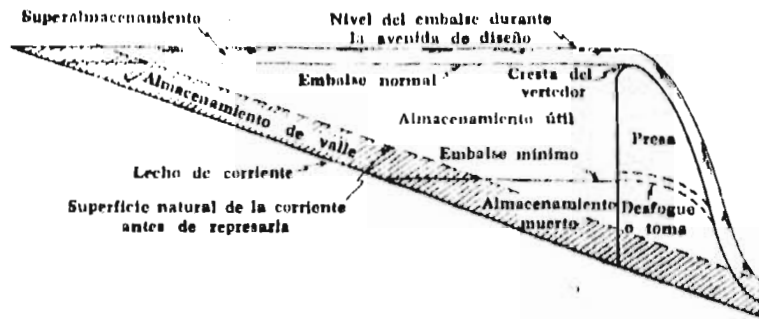 Superalmacenamiento
Nivel del embalse durante
la avenida de diseño
Embalse normal
Cresta del
vertedor
Almacenamiento de valle
Almacenamiento útil
Presa
Embalse mínimo
Lecho de corriente
Superficie natural de la corriente
antes de represarla
Almacenamiento
muerto
Desfogue
o toma